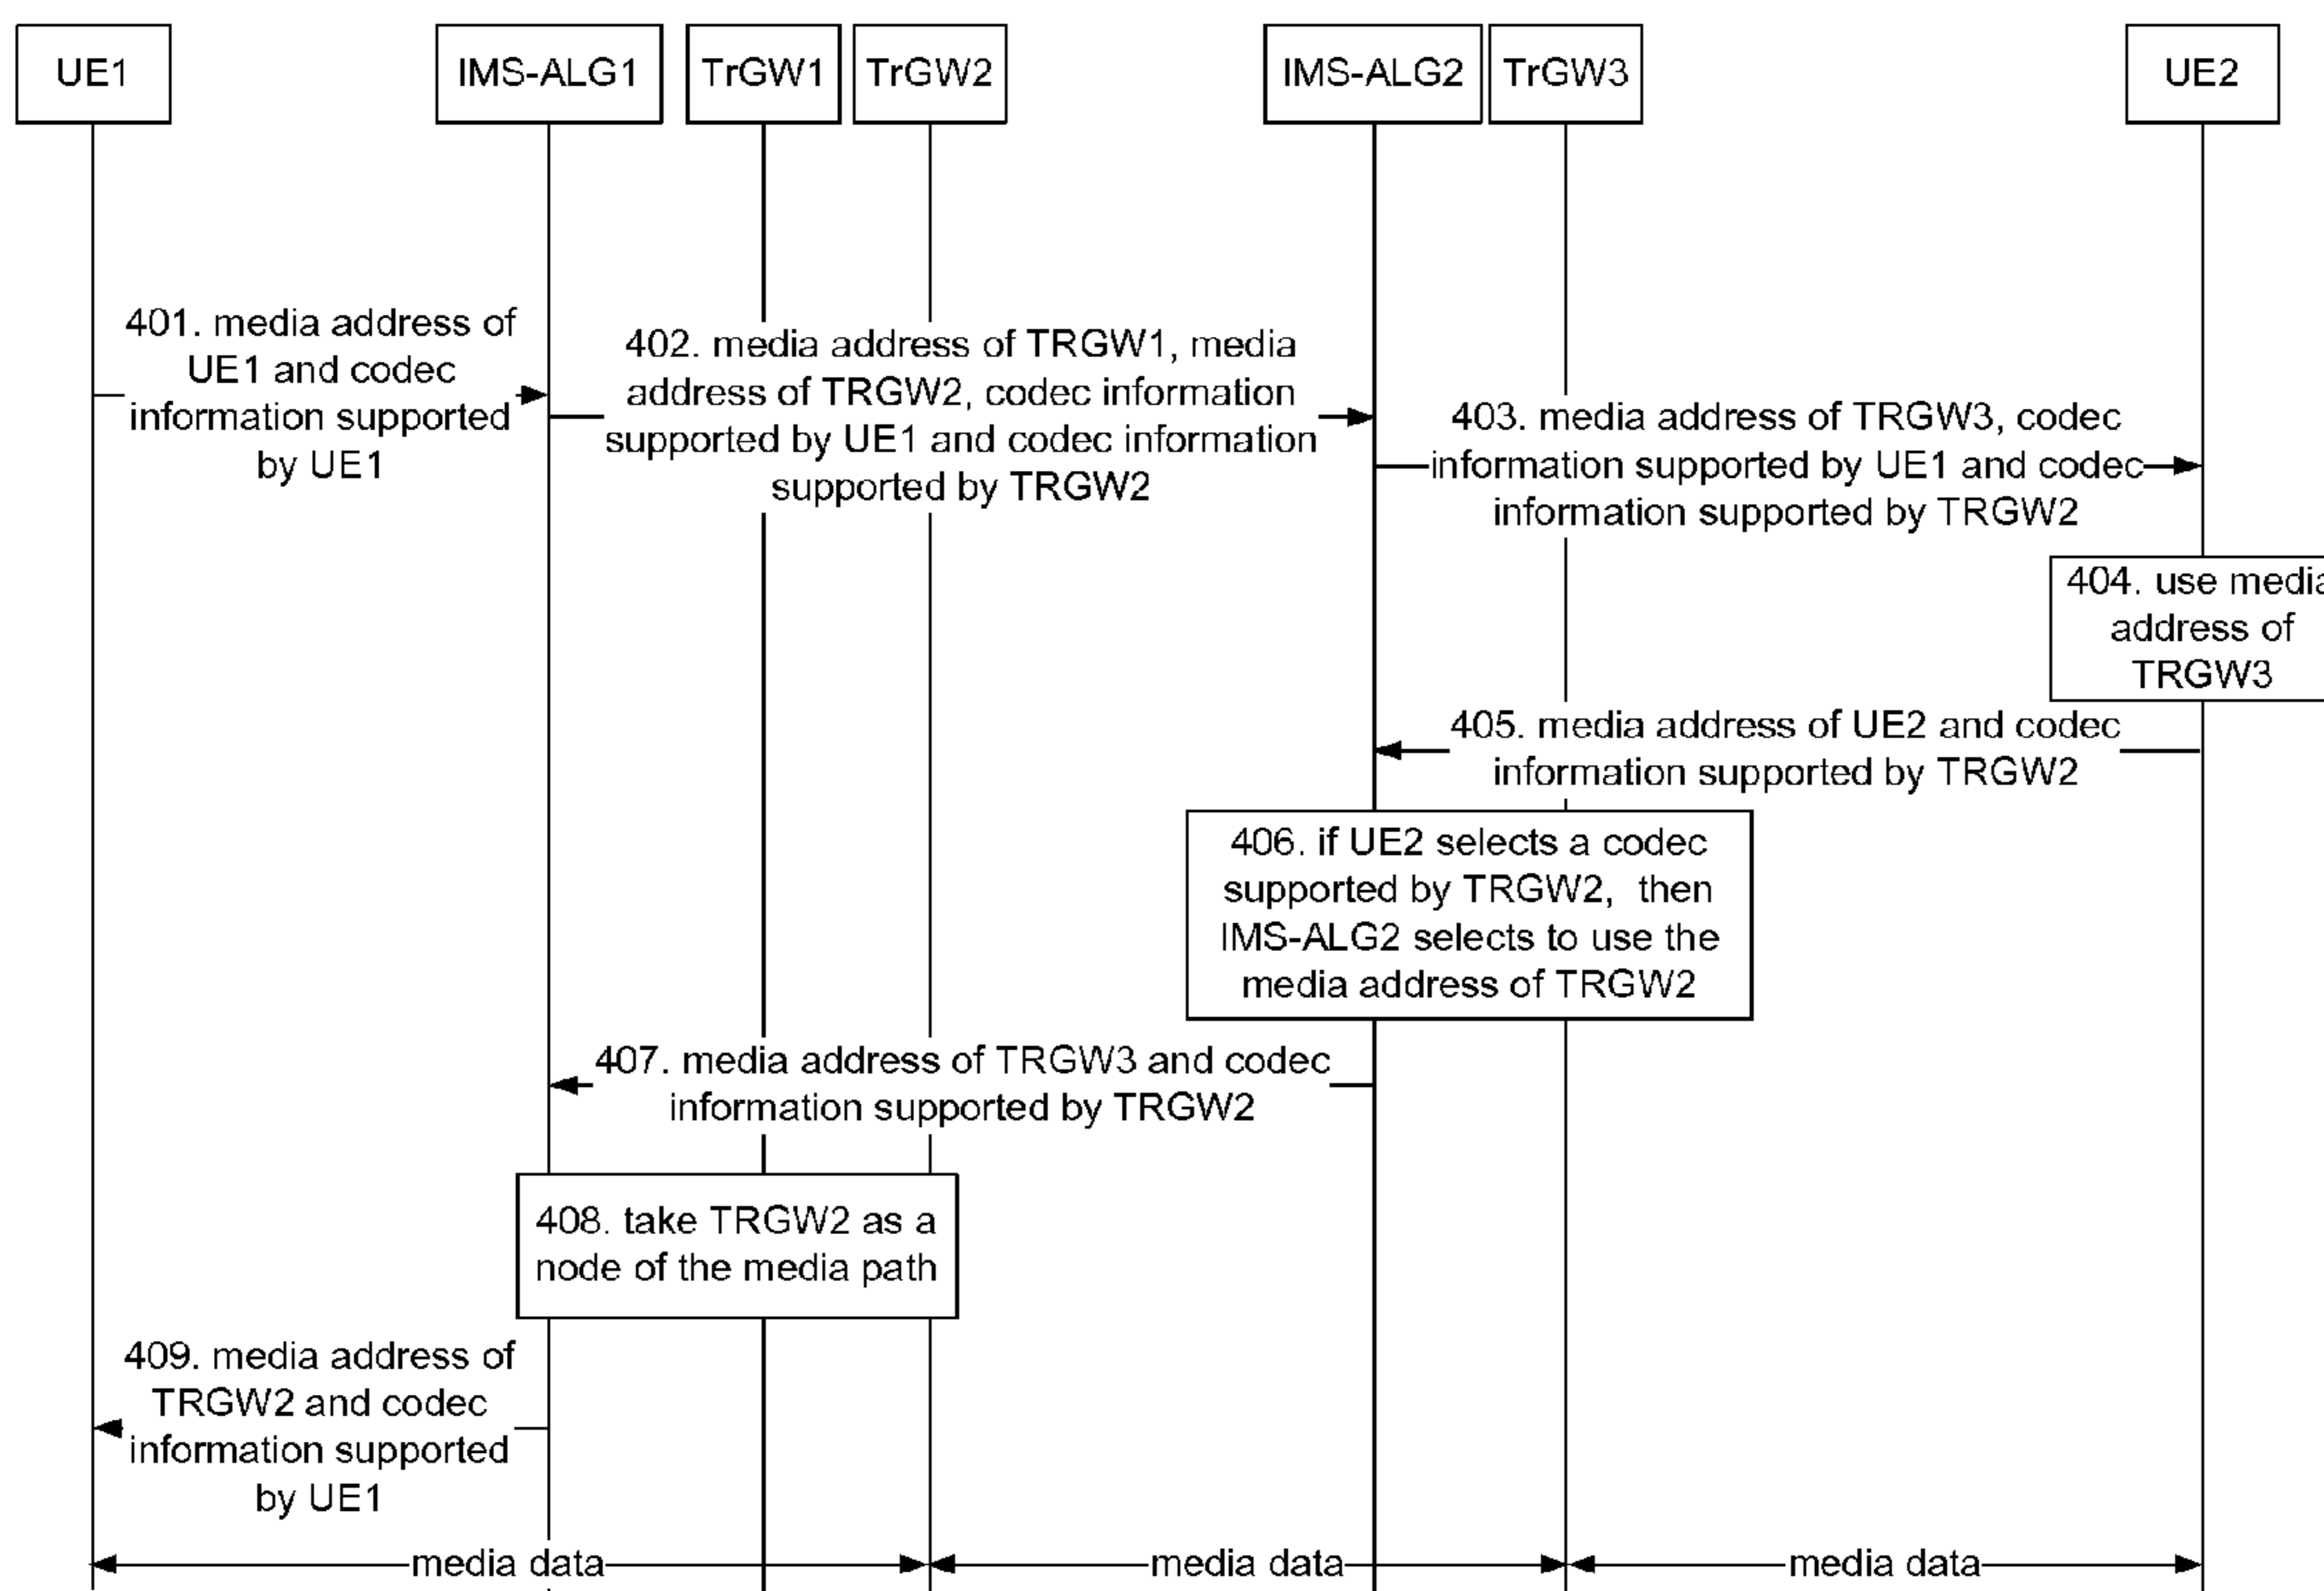 UE1
IMS-ALG1
TrGW1
TrGW2
IMS-ALG2
TrGW3
UE2
401. media address of
UE1 and codec
information supported
by UE1
402. media address of TRGW1, media
address of TRGW2, codec information
supported by UE1 and codec information
supported by TRGW2
403. media address of TRGW3, codec
information supported by UE1 and codec
information supported by TRGW2
404. use media
address of
TRGW3
405. media address of UE2 and codec
information supported by TRGW2
406. if UE2 selects a codec
supported by TRGW2, then
IMS-ALG2 selects to use the
media address of TRGW2
407. media address of TRGW3 and codec
information supported by TRGW2
408. take TRGW2 as a
node of the media path
409. media address of
TRGW2 and codec
information supported
by UE1
media data
media data
media data